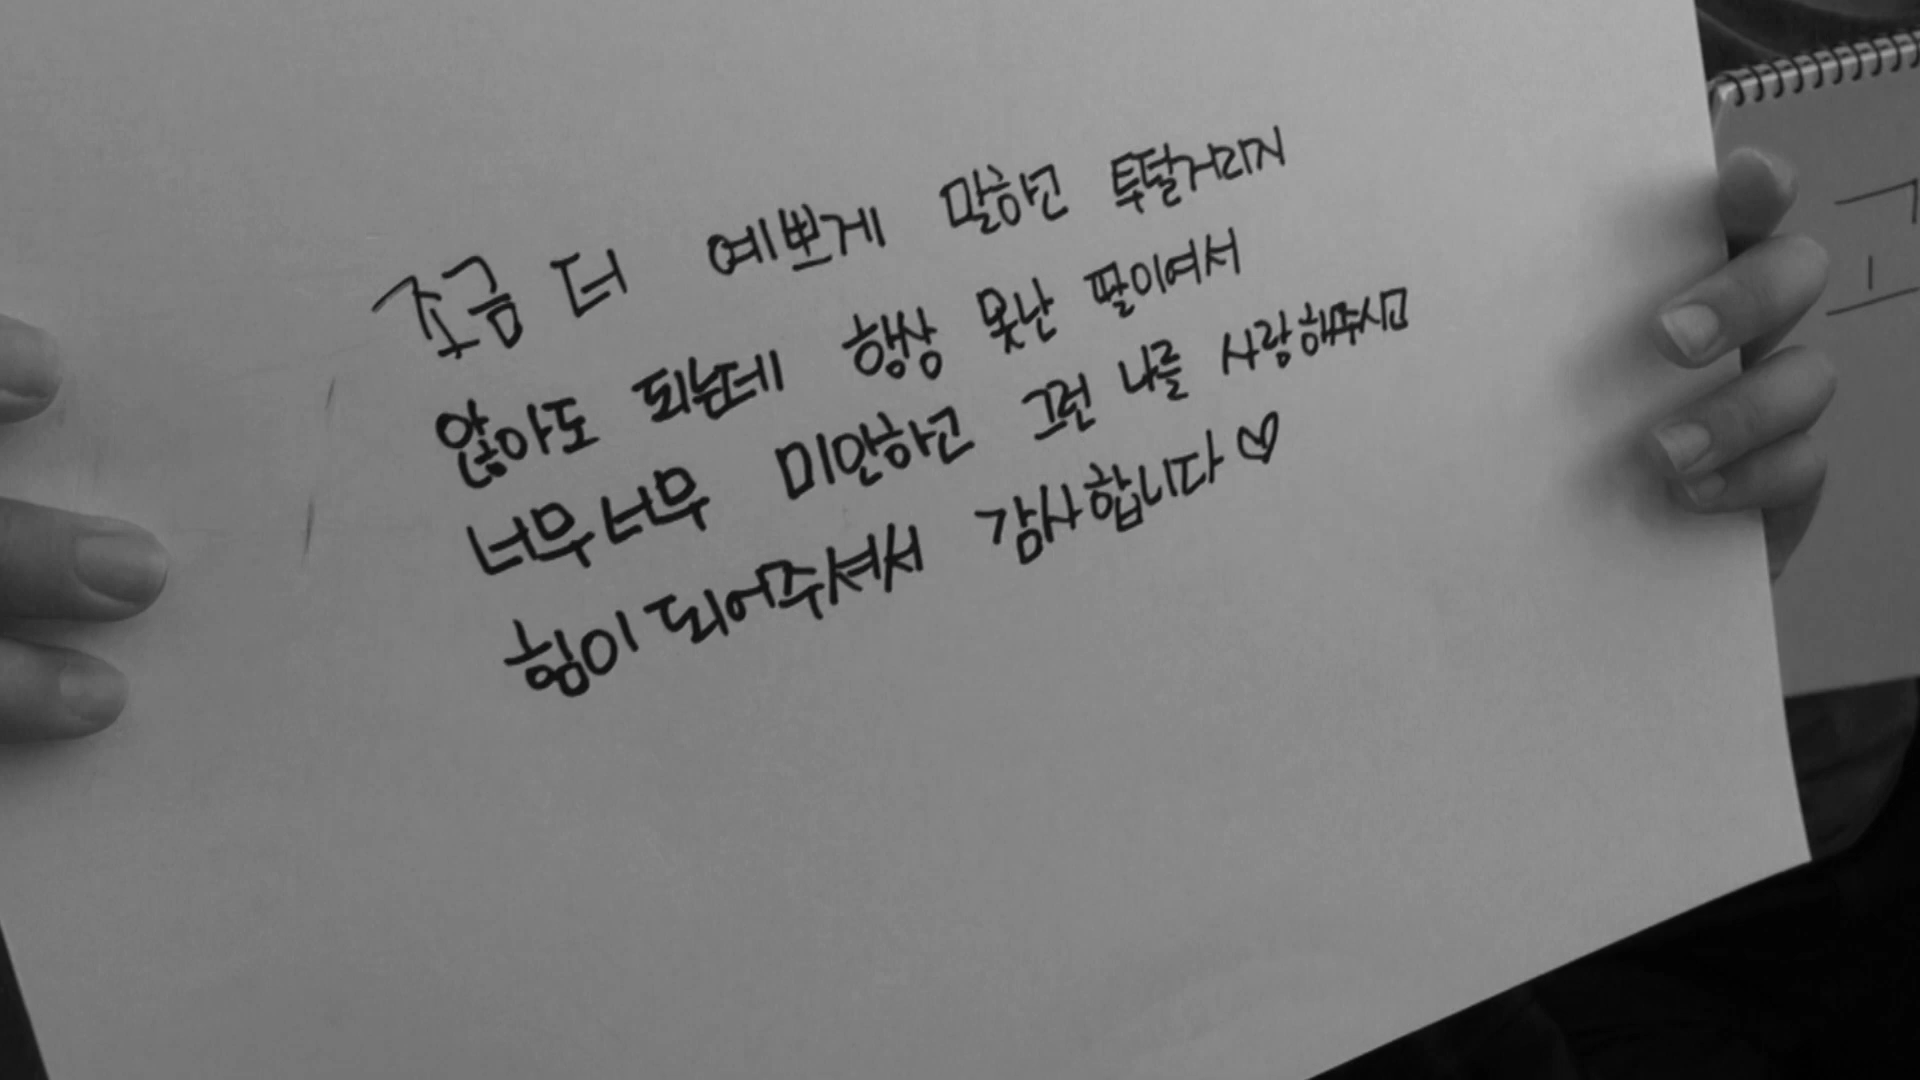 조금 더 예쁘게 말하고 투덜거리지
않아도 되는데 항상 못난 딸이여서
너무너무 미안하고 그런 나를 사랑해주시고
힘이 되어주셔서 감사합니다♡
고